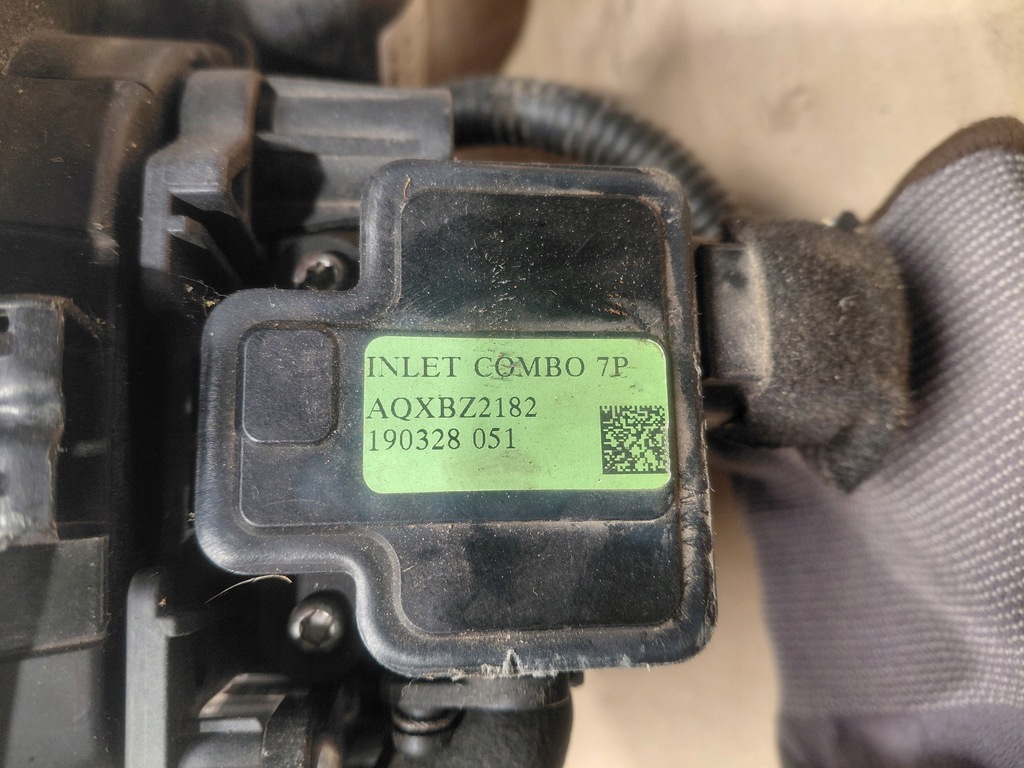 INLET COMBO 7P
AQXBZ2182
190328 051